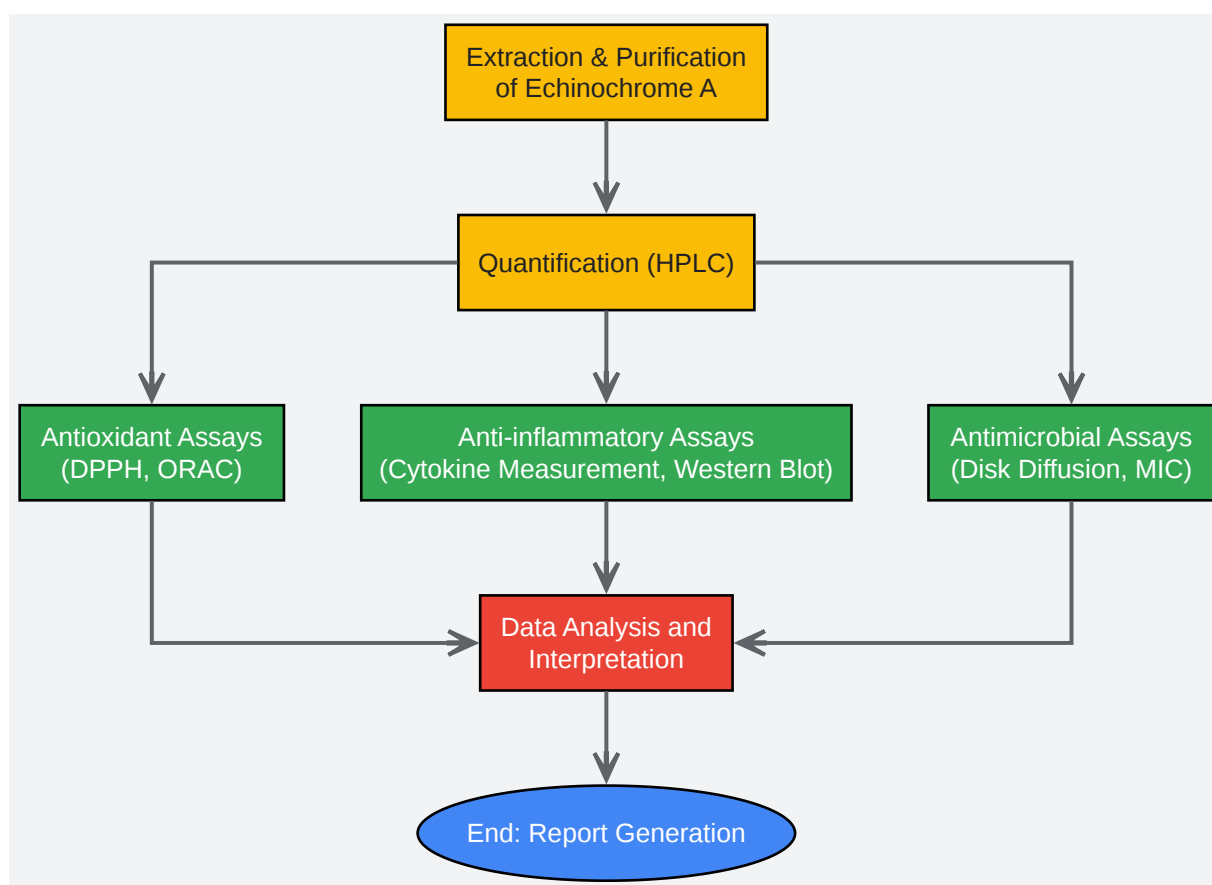 Extraction & Purification
of Echinochrome A
Quantification (HPLC)
Antioxidant Assays
(DPPH, ORAC)
Anti-inflammatory Assays
(Cytokine Measurement, Western Blot)
Antimicrobial Assays
(Disk Diffusion, MIC)
Data Analysis and
Interpretation
End: Report Generation